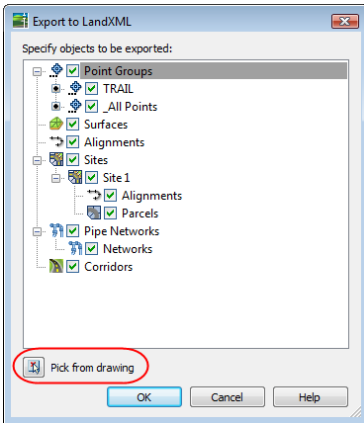 Export to LandXML
Specify objects to be exported:
Point Groups
TRAIL
_All Points
Surfaces
Alignments
Sites
Site 1
Alignments
Parcels
Pipe Networks
Networks
Corridors
Pick from drawing
OK Cancel Help